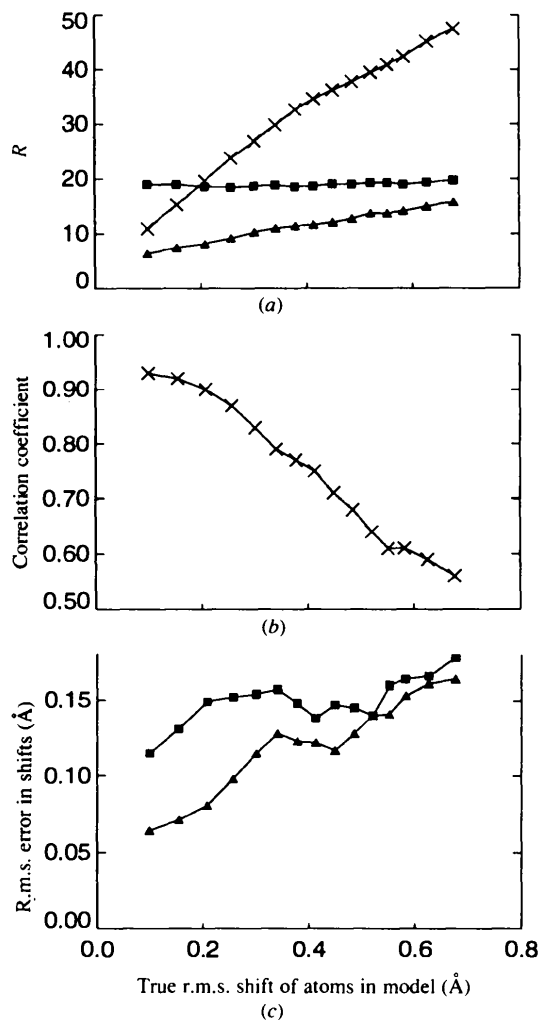 50
40
30
R
20
10
0
(a)
1.00
0.90
0.80
Correlation coefficient
0.70
0.60
0.50
(b)
0.15
R.m.s. error in shifts (Å)
0.10
0.05
0.00
0.0 0.2 0.4 0.6 0.8
True r.m.s. shift of atoms in model (Å)
(c)